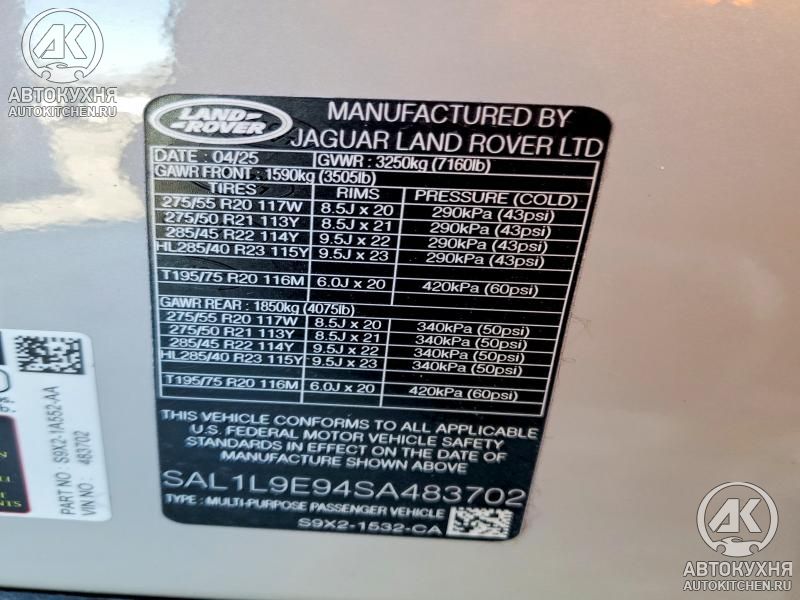 AK
АВТОКУХНЯ
AUTOKITCHEN.RU
LAND ROVER
MANUFACTURED BY
JAGUAR LAND ROVER LTD
DATE : 04/25 GVWR : 3250kg (7160lb)
GAWR FRONT : 1590kg (3505lb)
TIRES RIMS PRESSURE (COLD)
275/55 R20 117W 8.5J x 20 290kPa (43psi)
275/50 R21 113Y 8.5J x 21 290kPa (43psi)
285/45 R22 114Y 9.5J x 22 290kPa (43psi)
HL285/40 R23 115Y 9.5J x 23 290kPa (43psi)
T195/75 R20 116M 6.0J x 20 420kPa (60psi)
GAWR REAR : 1850kg (4075lb)
275/55 R20 117W 8.5J x 20 340kPa (50psi)
275/50 R21 113Y 8.5J x 21 340kPa (50psi)
285/45 R22 114Y 9.5J x 22 340kPa (50psi)
HL285/40 R23 115Y 9.5J x 23 340kPa (50psi)
T195/75 R20 116M 6.0J x 20 420kPa (60psi)
THIS VEHICLE CONFORMS TO ALL APPLICABLE
U.S. FEDERAL MOTOR VEHICLE SAFETY
STANDARDS IN EFFECT ON THE DATE OF
MANUFACTURE SHOWN ABOVE
SAL1L9E94SA483702
TYPE : MULTI-PURPOSE PASSENGER VEHICLE
S9X2-1532-CA
PART NO : S9X2-1A552-AA
VIN NO : 483702
AK
АВТОКУХНЯ
AUTOKITCHEN.RU